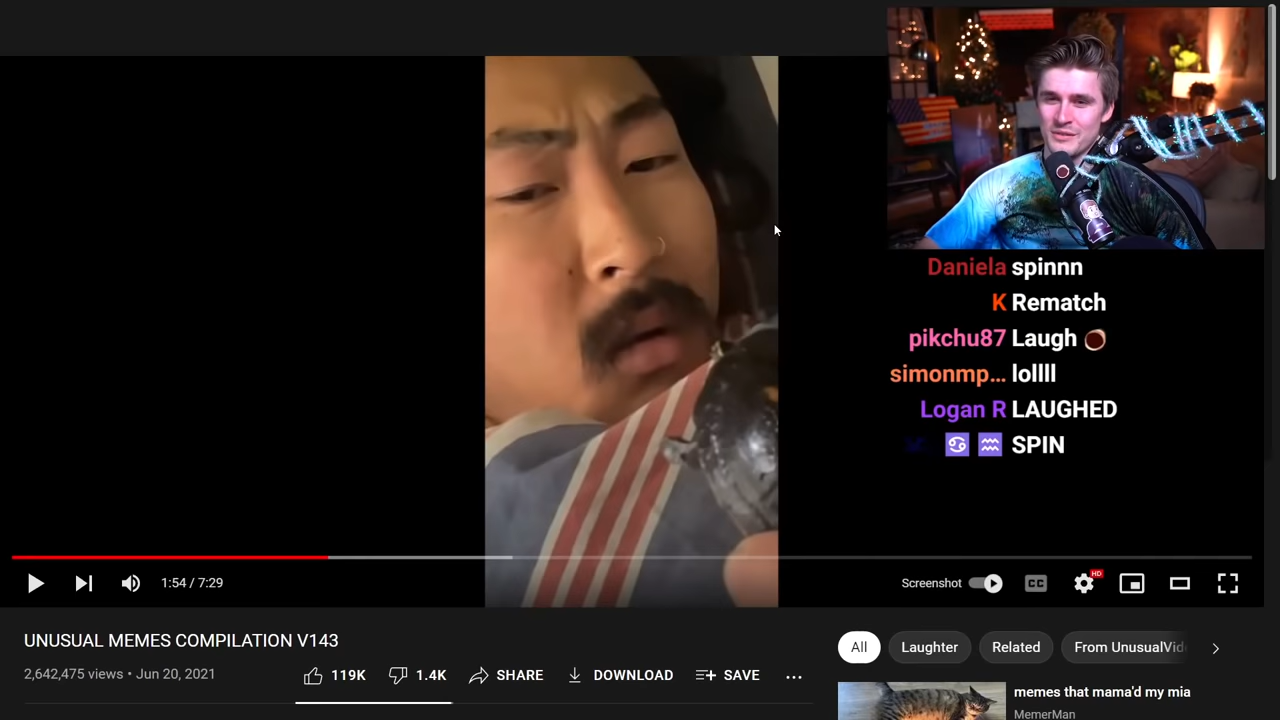 Daniela spinnn
K Rematch
pikchu87 Laugh
simonmp... lollll
Logan R LAUGHED
SPIN
1:54 / 7:29
Screenshot
CC
HD
UNUSUAL MEMES COMPILATION V143
2,642,475 views • Jun 20, 2021
119K
1.4K
SHARE
DOWNLOAD
SAVE
All
Laughter
Related
From UnusualVid
memes that mama'd my mia
MemerMan